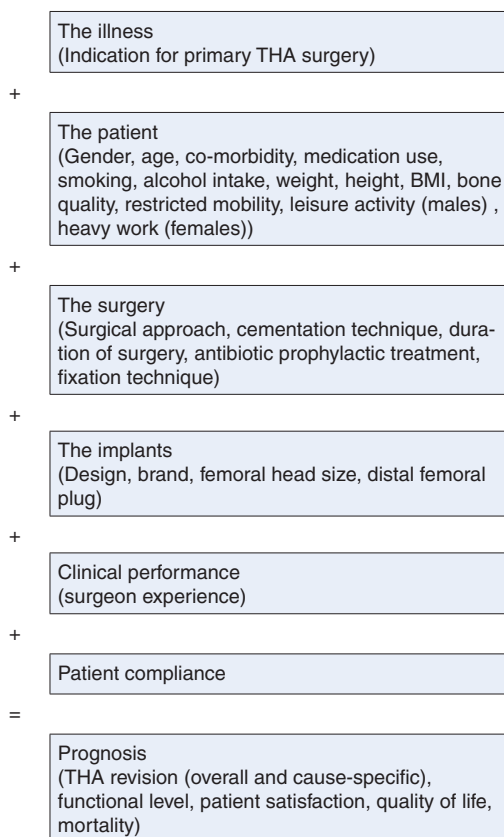 The illness
(Indication for primary THA surgery)
+
The patient
(Gender, age, co-morbidity, medication use,
smoking, alcohol intake, weight, height, BMI, bone
quality, restricted mobility, leisure activity (males) ,
heavy work (females))
+
The surgery
(Surgical approach, cementation technique, dura-
tion of surgery, antibiotic prophylactic treatment,
fixation technique)
+
The implants
(Design, brand, femoral head size, distal femoral
plug)
+
Clinical performance
(surgeon experience)
+
Patient compliance
=
Prognosis
(THA revision (overall and cause-specific),
functional level, patient satisfaction, quality of life,
mortality)